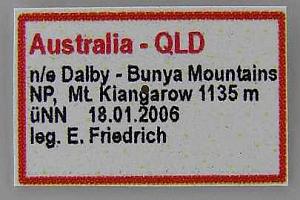 Australia - QLD
n/e Dalby - Bunya Mountains
NP, Mt. Kiangarow 1135 m
üNN 18.01.2006
leg. E. Friedrich